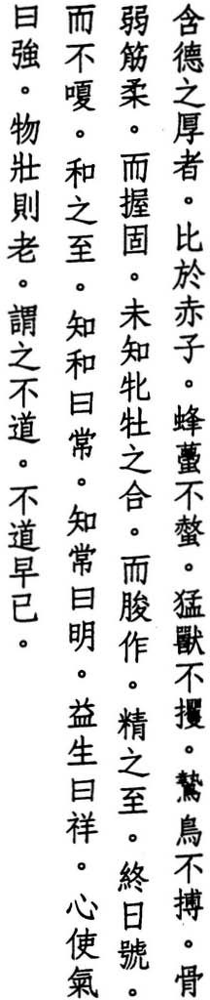 含德之厚者。比於赤子。蜂蠆不螫。猛獸不攫。鷙鳥不搏。骨
弱筋柔。而握固。未知牝牡之合。而朘作。精之至。終日號。
而不嗄。和之至。知和曰常。知常曰明。益生曰祥。心使氣
曰強。物壯則老。謂之不道。不道早已。